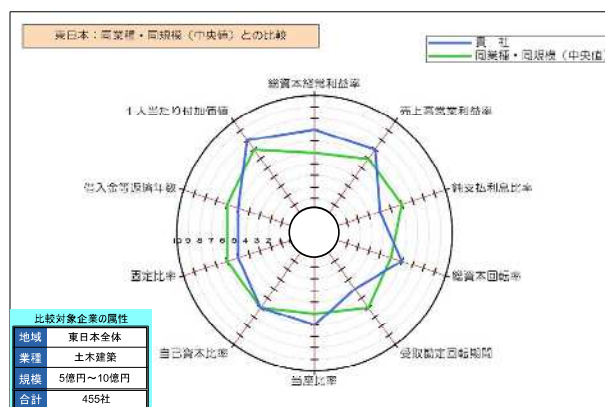 東日本：同業種・同規模（中央値）との比較
貴　社
同業種・同規模（中央値）
総資本経常利益率
売上高営業利益率
純支払利息比率
総資本回転率
受取勘定回転期間
当座比率
自己資本比率
固定比率
借入金等返済年数
1人当たり付加価値
10 9 8 7 6 5 4 3 2 1
比較対象企業の属性
地域 東日本全体
業種 土木建築
規模 5億円～10億円
合計 455社